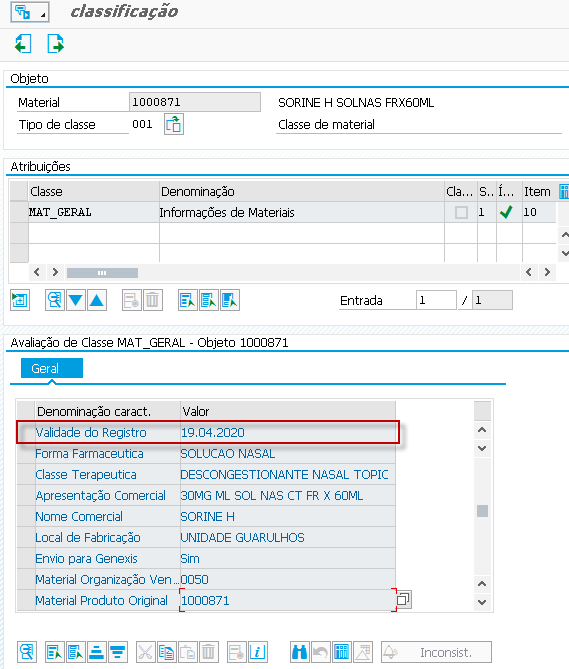 classificação
Objeto
Material 1000871 SORINE H SOLNAS FRX60ML
Tipo de classe 001 Classe de material
Atribuições
Classe Denominação Cla... S.. Í... Item
MAT_GERAL Informações de Materiais 1 10
Entrada 1 / 1
Avaliação de Classe MAT_GERAL - Objeto 1000871
Geral
Denominação caract. Valor
Validade do Registro 19.04.2020
Forma Farmaceutica SOLUCAO NASAL
Classe Terapeutica DESCONGESTIONANTE NASAL TOPIC
Apresentação Comercial 30MG ML SOL NAS CT FR X 60ML
Nome Comercial SORINE H
Local de Fabricação UNIDADE GUARULHOS
Envio para Genexis Sim
Material Organização Ven... 0050
Material Produto Original 1000871
Inconsist.